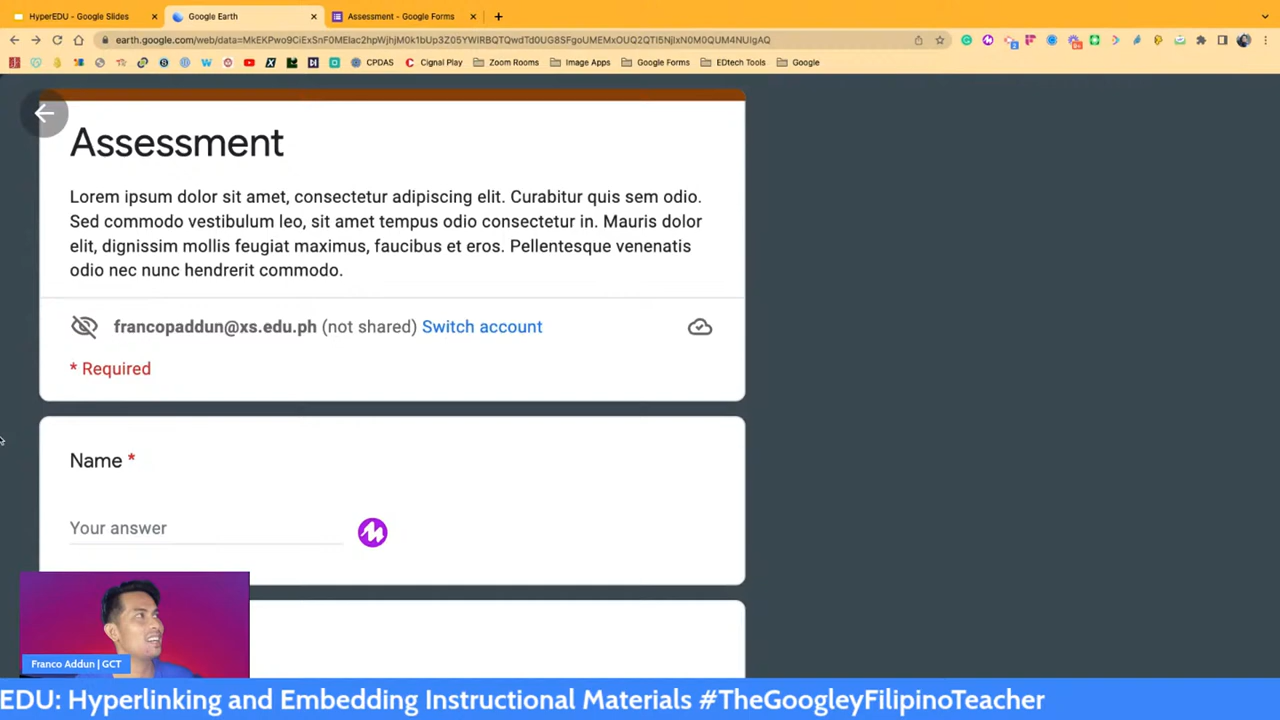 HyperEDU - Google Slides
Google Earth
Assessment - Google Forms
CPDAS
Cignal Play
Zoom Rooms
Image Apps
Google Forms
EDtech Tools
Google
Assessment
Lorem ipsum dolor sit amet, consectetur adipiscing elit. Curabitur quis sem odio.
Sed commodo vestibulum leo, sit amet tempus odio consectetur in. Mauris dolor
elit, dignissim mollis feugiat maximus, faucibus et eros. Pellentesque venenatis
odio nec nunc hendrerit commodo.
francopaddun@xs.edu.ph (not shared) Switch account
* Required
Name *
Your answer
Franco Addun | GCT
EDU: Hyperlinking and Embedding Instructional Materials #TheGoogleyFilipinoTeacher